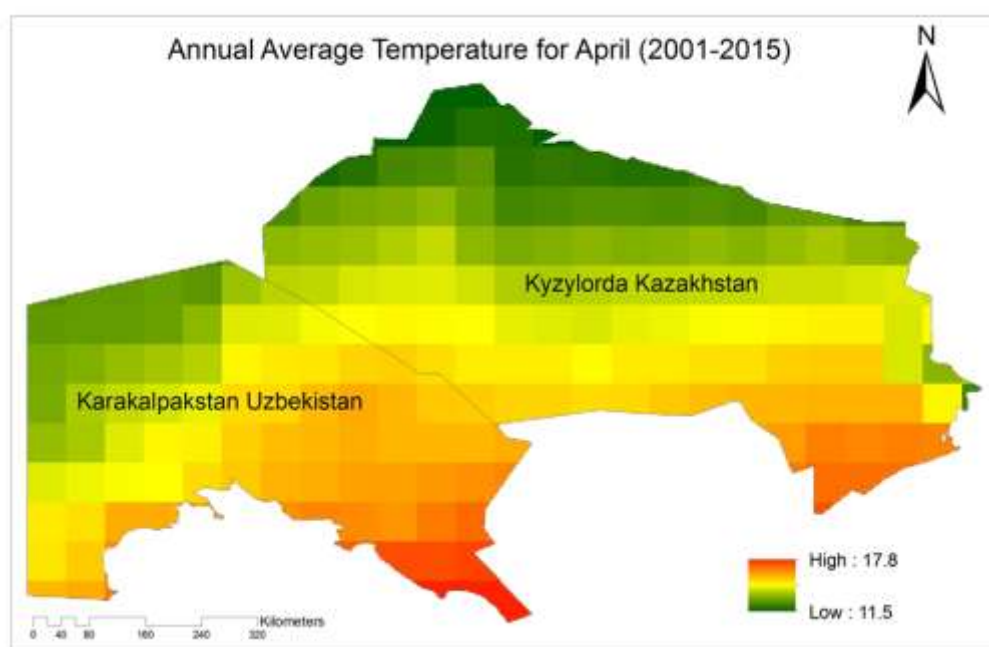 Annual Average Temperature for April (2001-2015)
N
Kyzylorda Kazakhstan
Karakalpakstan Uzbekistan
High : 17.8
Low : 11.5
Kilometers
0 40 80 160 240 320